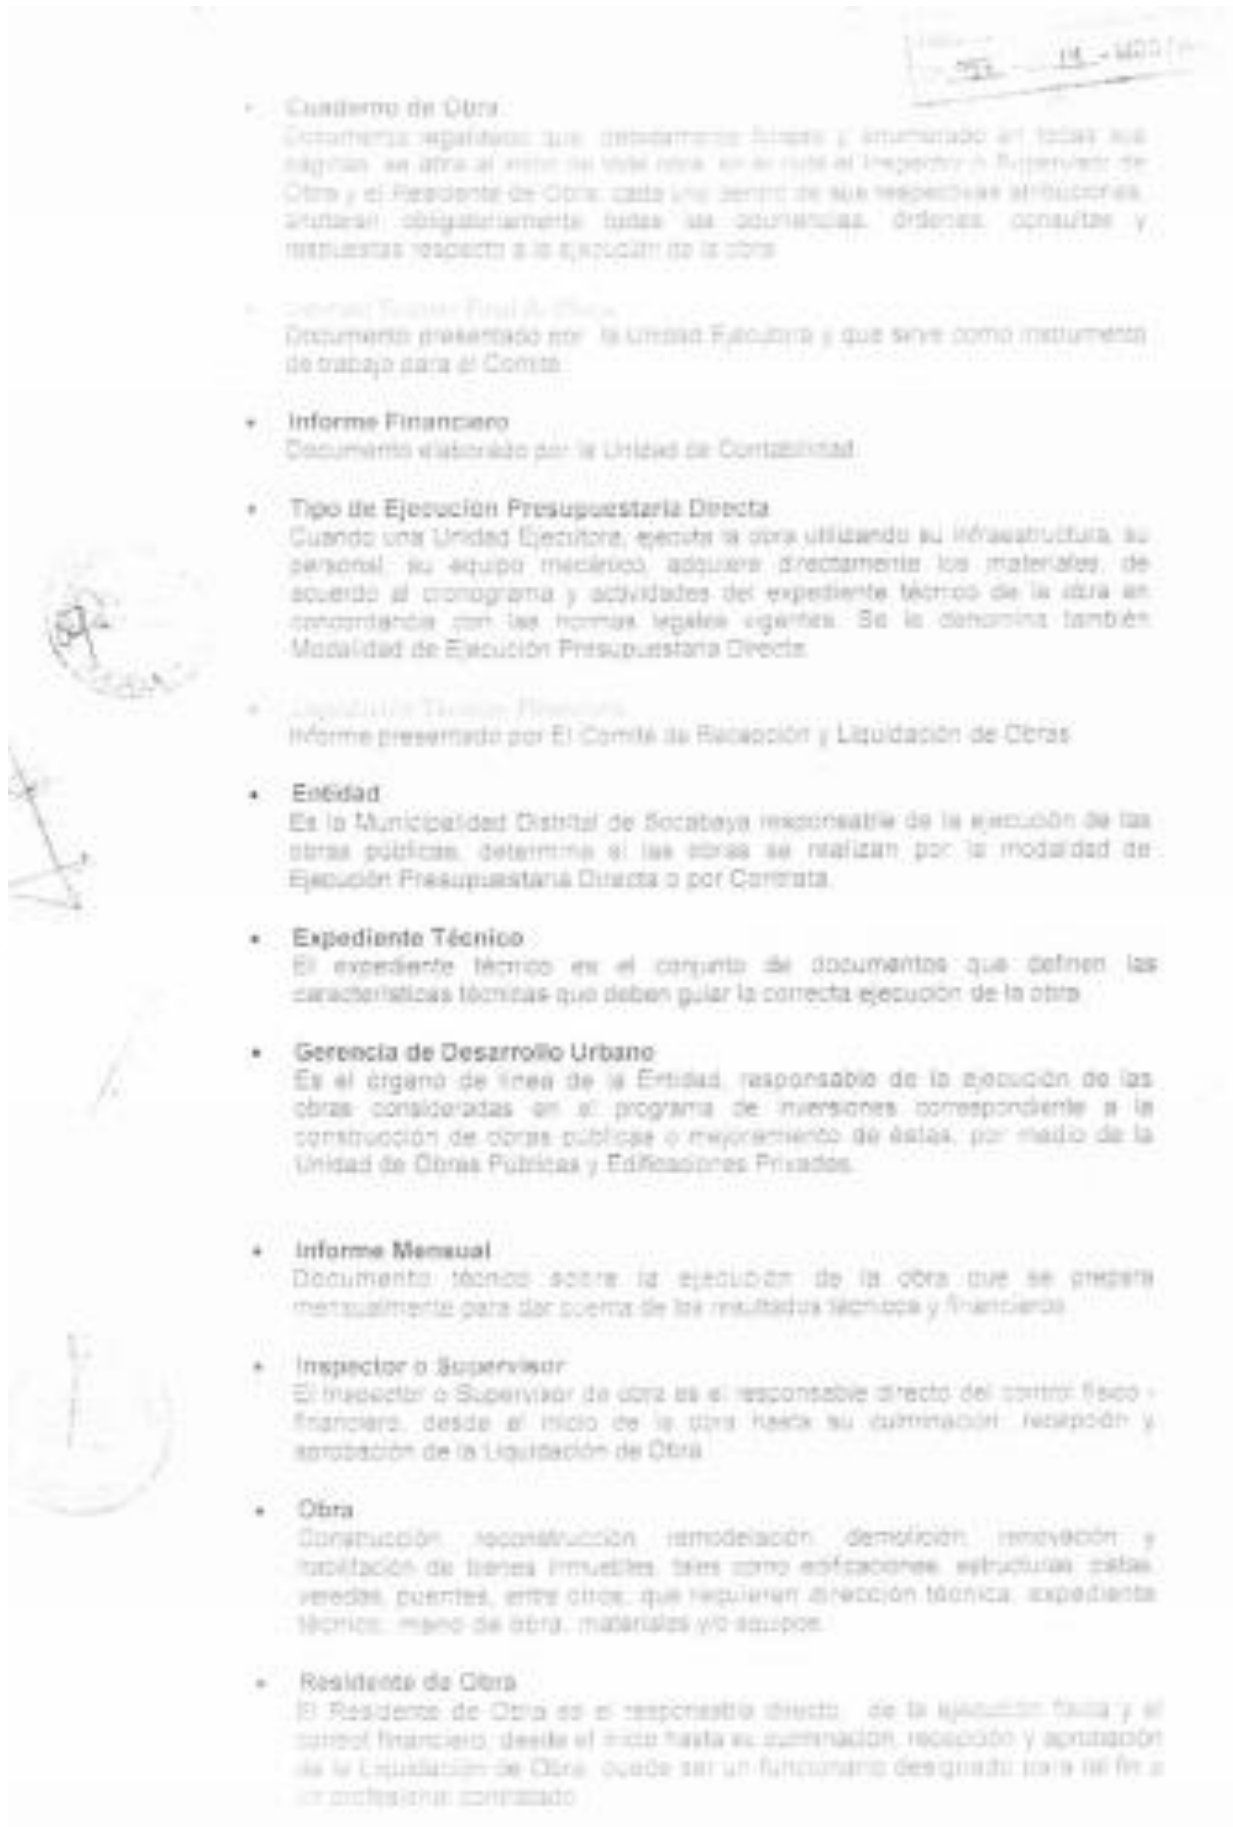 Cuaderno de Obra
Documento legalizado que debidamente foliado y enumerado en todas sus
páginas, se abre al inicio de toda obra, en el cual el Inspector o Supervisor de
Obra y el Residente de Obra, cada uno dentro de sus respectivas atribuciones,
anotarán obligatoriamente todas las ocurrencias, órdenes, consultas y
respuestas respecto a la ejecución de la obra
Final de Obra
Documento presentado por la Unidad Ejecutora y que sirve como instrumento
de trabajo para el Comité
• Informe Financiero
Documento elaborado por la Unidad de Contabilidad
• Tipo de Ejecución Presupuestaria Directa
Cuando una Unidad Ejecutora, ejecuta la obra utilizando su infraestructura, su
personal, su equipo mecánico, adquiere directamente los materiales, de
acuerdo al cronograma y actividades del expediente técnico de la obra en
concordancia con las normas legales vigentes. Se le denomina también
Modalidad de Ejecución Presupuestaria Directa.
• Liquidación Técnico Financiera
Informe presentado por El Comité de Recepción y Liquidación de Obras
• Entidad
Es la Municipalidad Distrital de Socabaya responsable de la ejecución de las
obras públicas, determina si las obras se realizan por la modalidad de
Ejecución Presupuestaria Directa o por Contrata.
• Expediente Técnico
El expediente técnico es el conjunto de documentos que definen las
características técnicas que deben guiar la correcta ejecución de la obra
• Gerencia de Desarrollo Urbano
Es el órgano de línea de la Entidad, responsable de la ejecución de las
obras consideradas en el programa de inversiones correspondiente a la
construcción de obras públicas o mejoramiento de éstas, por medio de la
Unidad de Obras Públicas y Edificaciones Privadas.
• Informe Mensual
Documento técnico sobre la ejecución de la obra que se prepara
mensualmente para dar cuenta de los resultados técnicos y financieros
• Inspector o Supervisor
El Inspector o Supervisor de obra es el responsable directo del control físico -
financiero, desde el inicio de la obra hasta su culminación, recepción y
aprobación de la Liquidación de Obra
• Obra
Construcción, reconstrucción, remodelación, demolición, renovación y
habilitación de bienes inmuebles, tales como edificaciones, estructuras, pistas,
veredas, puentes, entre otros, que requieren dirección técnica, expediente
técnico, mano de obra, materiales y/o equipos.
• Residente de Obra
El Residente de Obra es el responsable directo, de la ejecución física y el
control financiero, desde el inicio hasta su culminación, recepción y aprobación
de la Liquidación de Obra, puede ser un funcionario designado para tal fin o
un profesional contratado